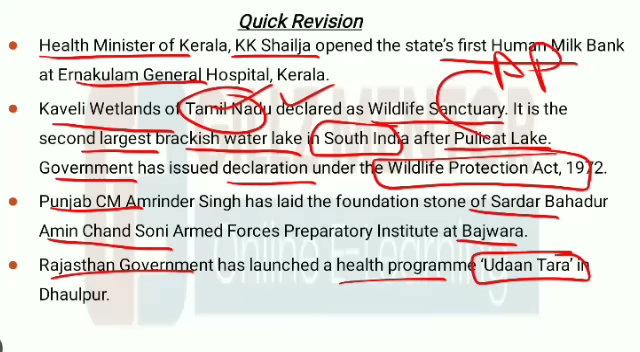 Quick Revision
Health Minister of Kerala, KK Shailja opened the state's first Human Milk Bank
at Ernakulam General Hospital, Kerala.
AP
Kaveli Wetlands of Tamil Nadu declared as Wildlife Sanctuary. It is the
second largest brackish water lake in South India after Pulicat Lake.
Government has issued declaration under the Wildlife Protection Act, 1972.
Punjab CM Amrinder Singh has laid the foundation stone of Sardar Bahadur
Amin Chand Soni Armed Forces Preparatory Institute at Bajwara.
Rajasthan Government has launched a health programme 'Udaan Tara' in
Dhaulpur.
Online E-Learning